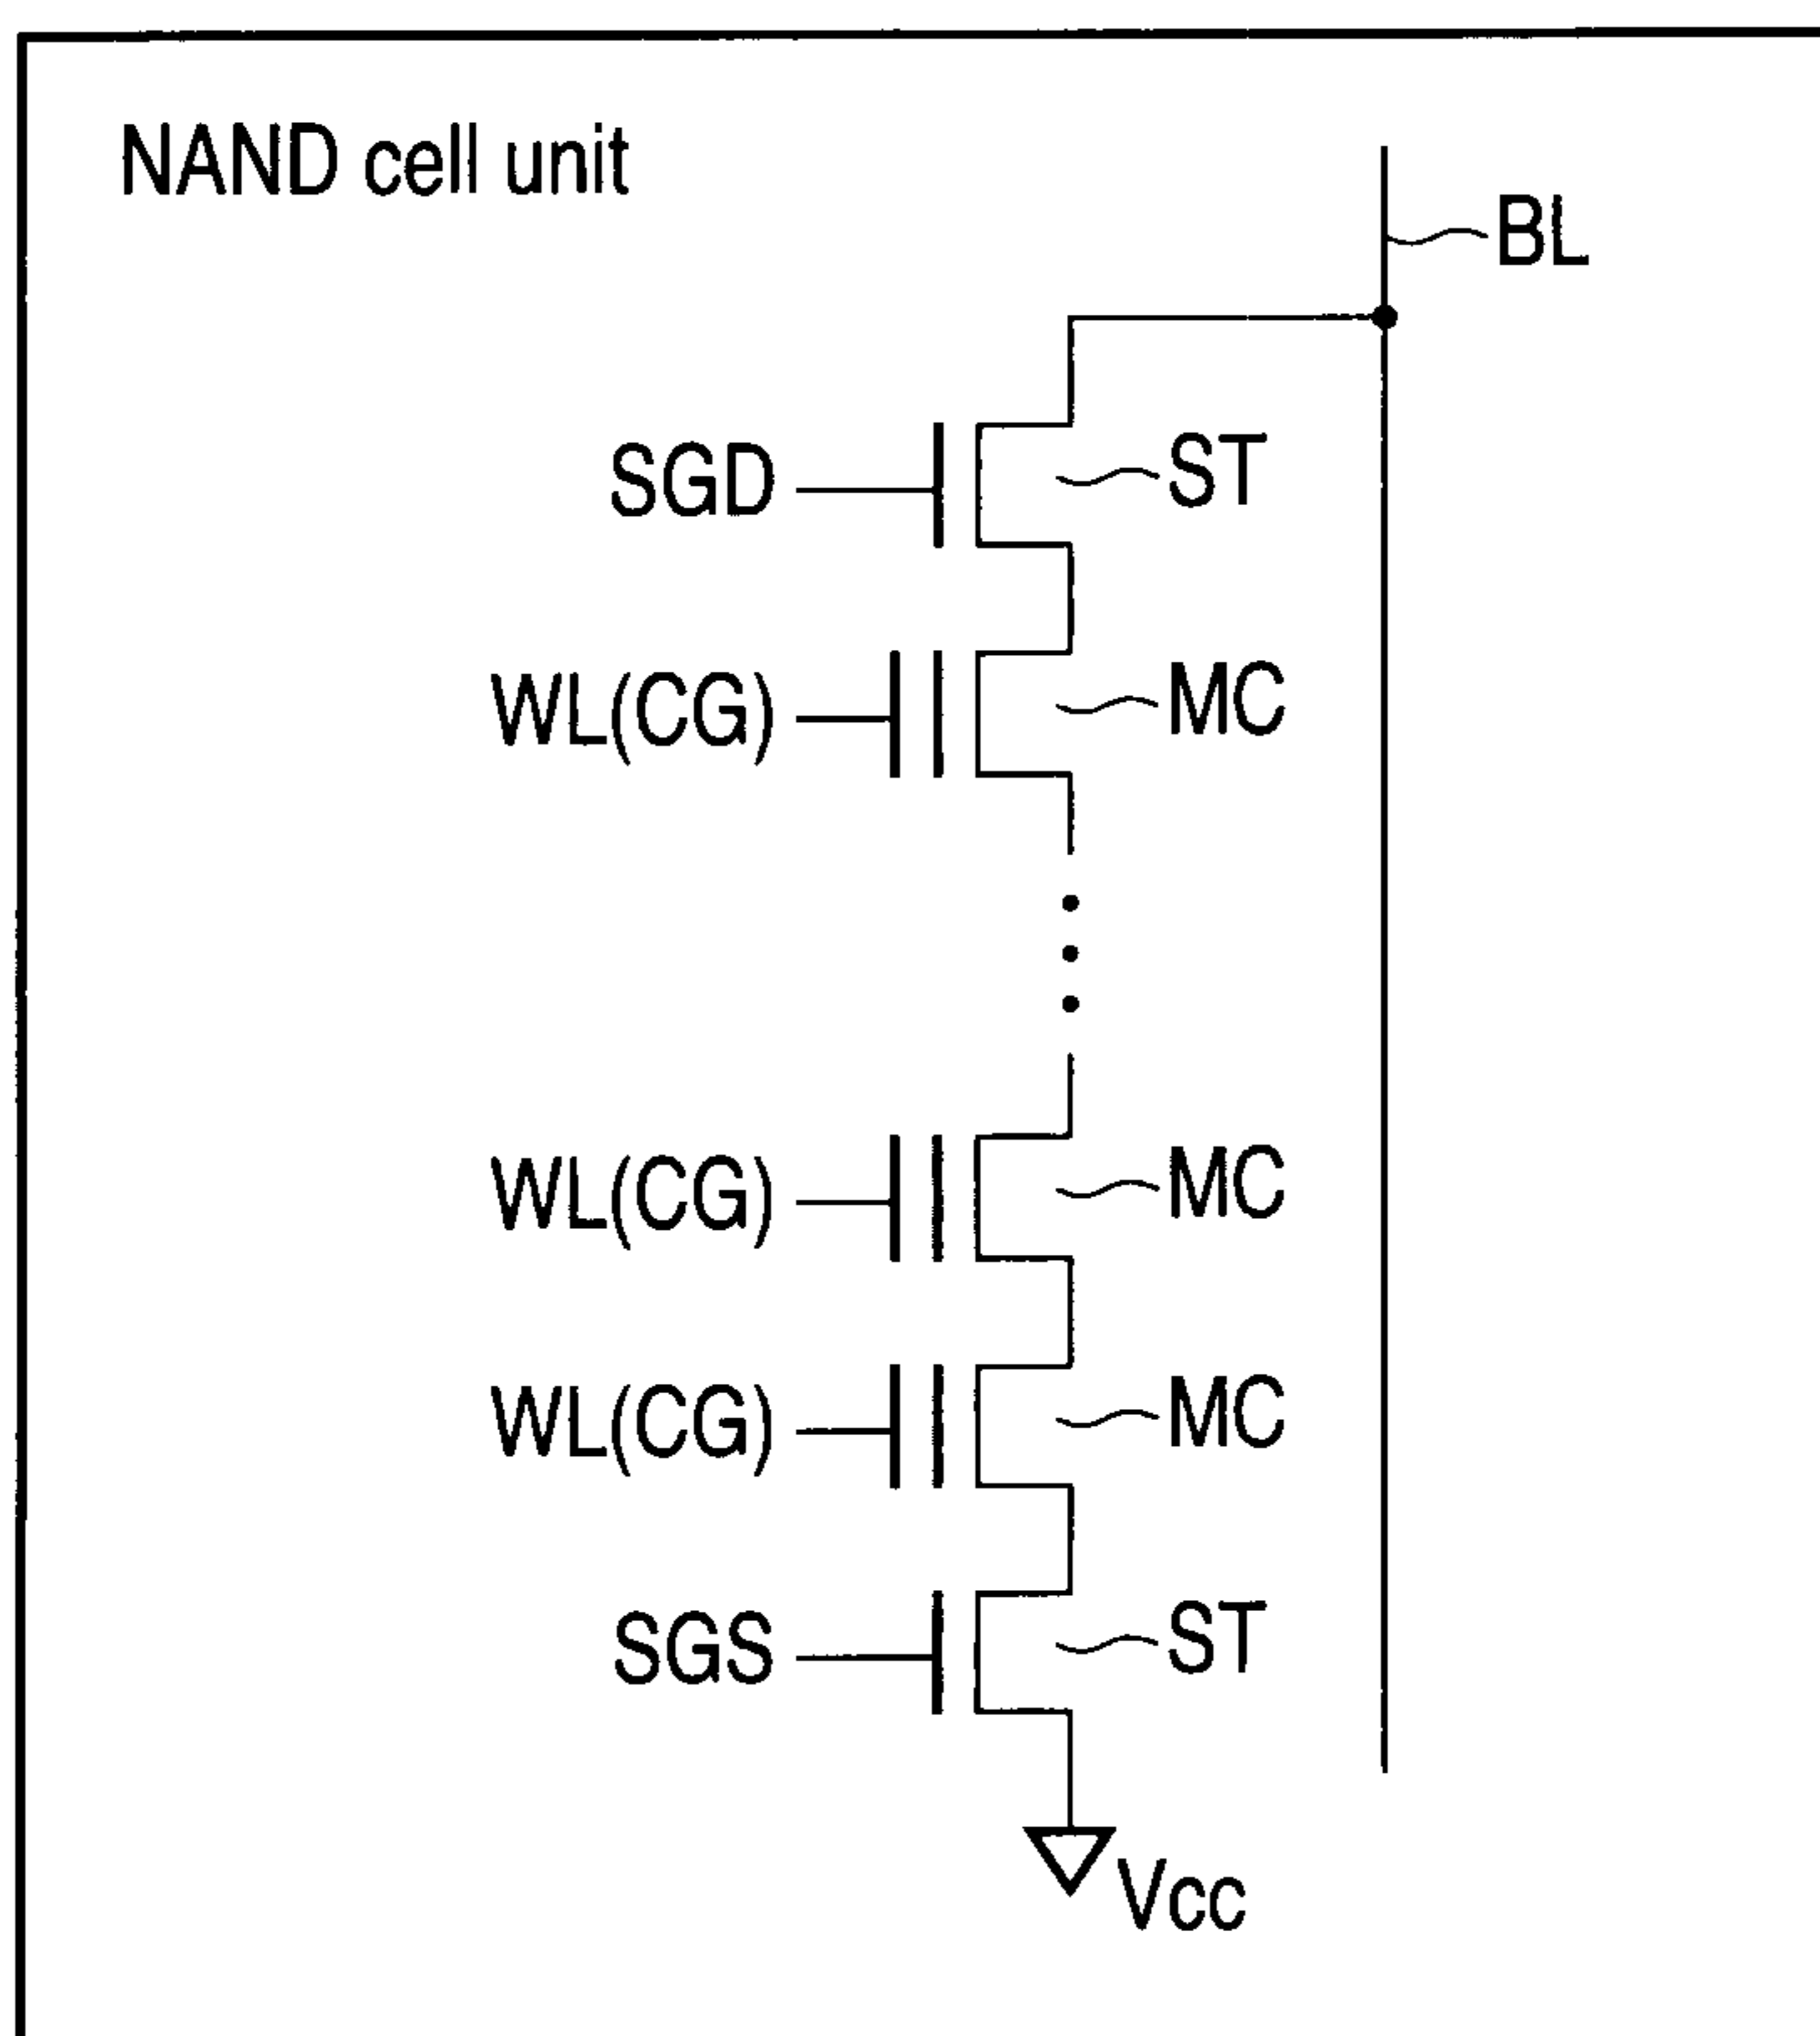 NAND cell unit
BL
SGD ST
WL(CG) MC
WL(CG) MC
WL(CG) MC
SGS ST
Vcc